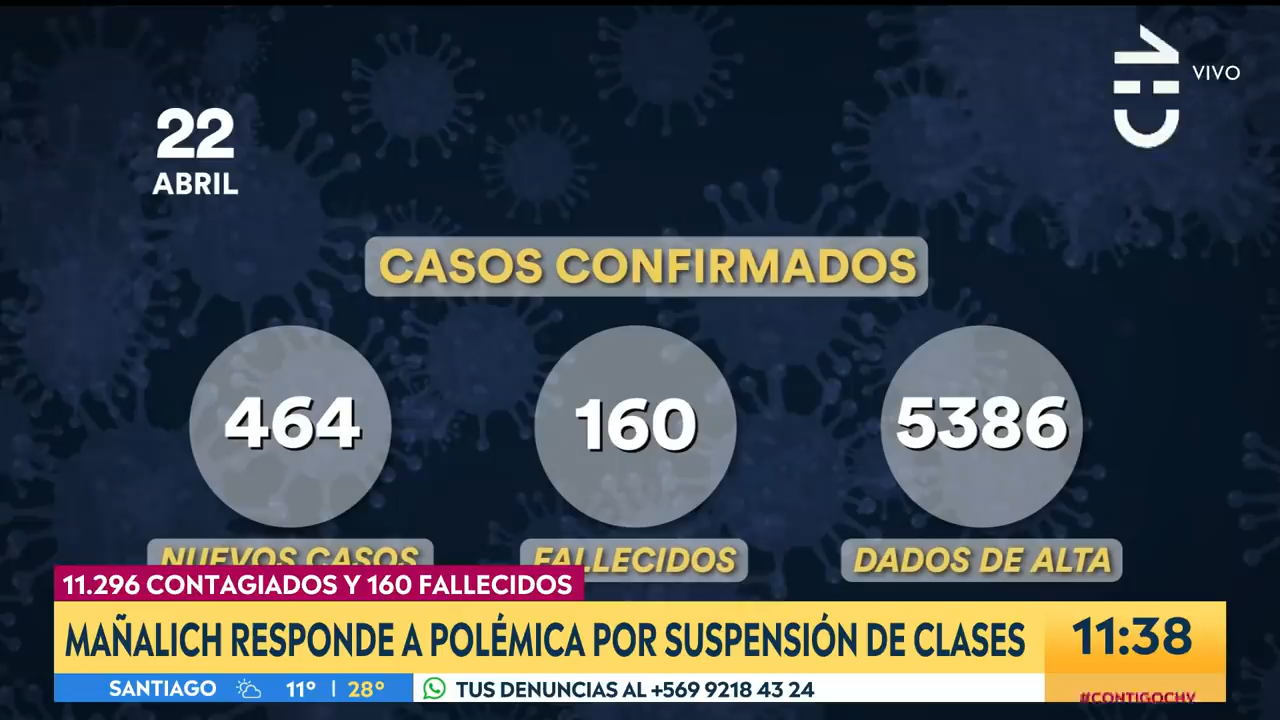 CHV
VIVO
22
ABRIL
CASOS CONFIRMADOS
464
160
5386
NUEVOS CASOS
FALLECIDOS
DADOS DE ALTA
11.296 CONTAGIADOS Y 160 FALLECIDOS
MAÑALICH RESPONDE A POLÉMICA POR SUSPENSIÓN DE CLASES
11:38
SANTIAGO 11° | 28°
TUS DENUNCIAS AL +569 9218 43 24
#CONTIGOCHV